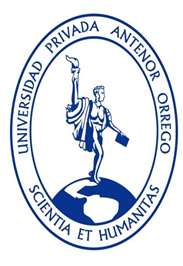 UNIVERSIDAD PRIVADA ANTENOR ORREGO
SCIENTIA ET HUMANITAS